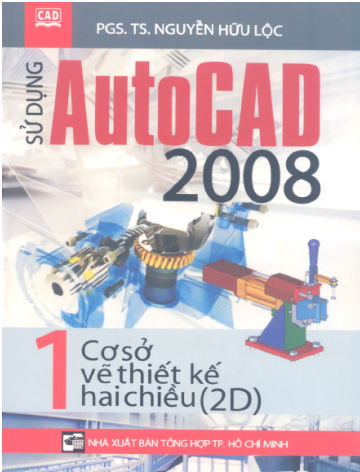 CAD
PGS. TS. NGUYỄN HỮU LỘC
SỬ DỤNG
AutoCAD
2008
1
Cơ sở
vẽ thiết kế
hai chiều (2D)
NHÀ XUẤT BẢN TỔNG HỢP TP. HỒ CHÍ MINH